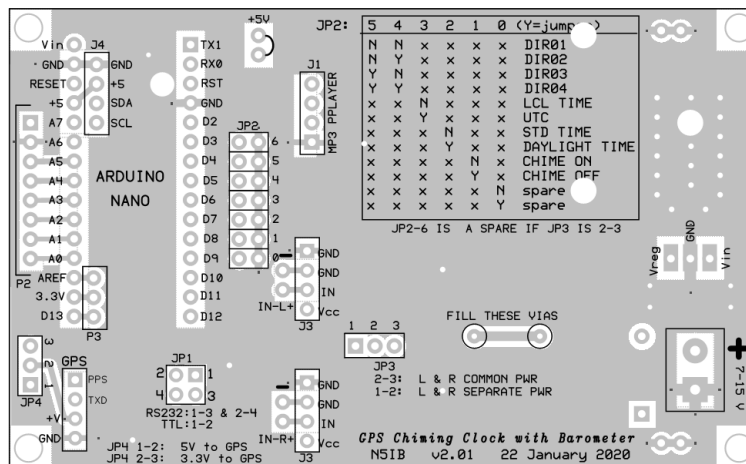 JP2: 5 4 3 2 1 0 (Y=jumper)
N N x x x x DIR01
N Y x x x x DIR02
Y N x x x x DIR03
Y Y x x x x DIR04
x x N x x x LCL TIME
x x Y x x x UTC
x x x N x x STD TIME
x x x Y x x DAYLIGHT TIME
x x x x N x CHIME ON
x x x x Y x CHIME OFF
x x x x x N spare
x x x x x Y spare
JP2-6 IS A SPARE IF JP3 IS 2-3
Vin
GND
RESET
+5
A7
A6
A5
A4
A3
A2
A1
A0
AREF
3.3V
D13
P2
P3
J4
GND
+5
SDA
SCL
ARDUINO
NANO
TX1
RX0
RST
GND
D2
D3
D4
D5
D6
D7
D8
D9
D10
D11
D12
+5V
J1
MP3 PPLAYER
JP2
6
5
4
3
2
1
0
GND
GND
IN
Vcc
IN-L+
J3
FILL THESE VIAS
1 2 3
JP3
2-3: L & R COMMON PWR
1-2: L & R SEPARATE PWR
Vreg
GND
Vin
+
7-15 V
3
2
1
JP4
GPS
PPS
TXD
+V
GND
JP1
2 1
4 3
RS232:1-3 & 2-4
TTL:1-2
GND
GND
IN
Vcc
IN-R+
J3
JP4 1-2: 5V to GPS
JP4 2-3: 3.3V to GPS
GPS Chiming Clock with Barometer
N5IB v2.01 22 January 2020